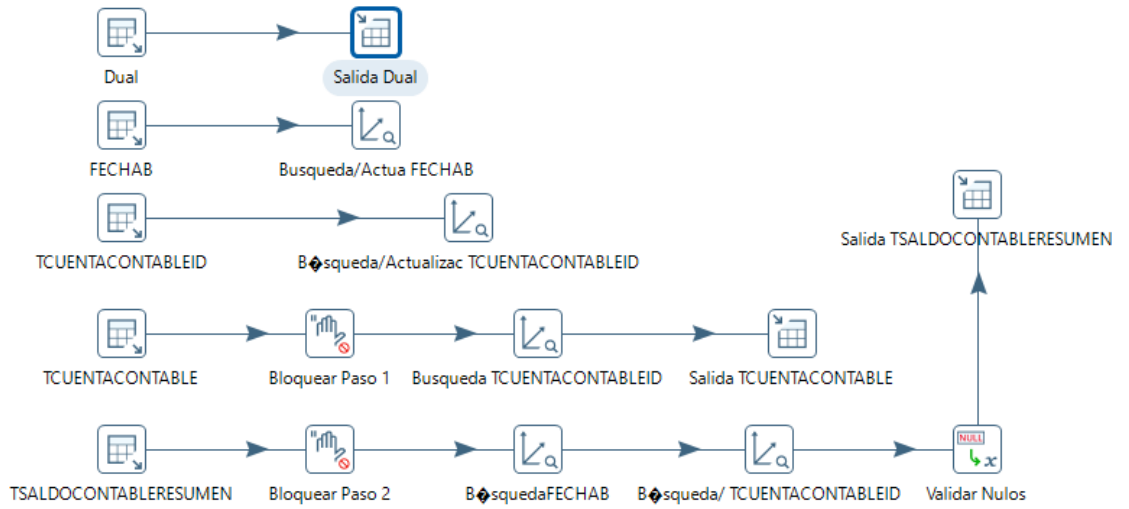 Dual
Salida Dual
FECHAB
Busqueda/Actua FECHAB
TCUENTACONTABLEID
B�squeda/Actualizac TCUENTACONTABLEID
Salida TSALDOCONTABLERESUMEN
TCUENTACONTABLE
Bloquear Paso 1
Busqueda TCUENTACONTABLEID
Salida TCUENTACONTABLE
NULL
x
TSALDOCONTABLERESUMEN
Bloquear Paso 2
B�squedaFECHAB
B�squeda/ TCUENTACONTABLEID
Validar Nulos